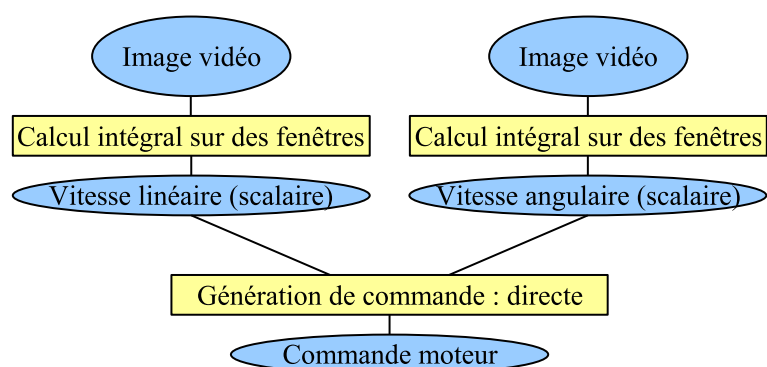 Image vidéo
Image vidéo
Calcul intégral sur des fenêtres
Calcul intégral sur des fenêtres
Vitesse linéaire (scalaire)
Vitesse angulaire (scalaire)
Génération de commande : directe
Commande moteur